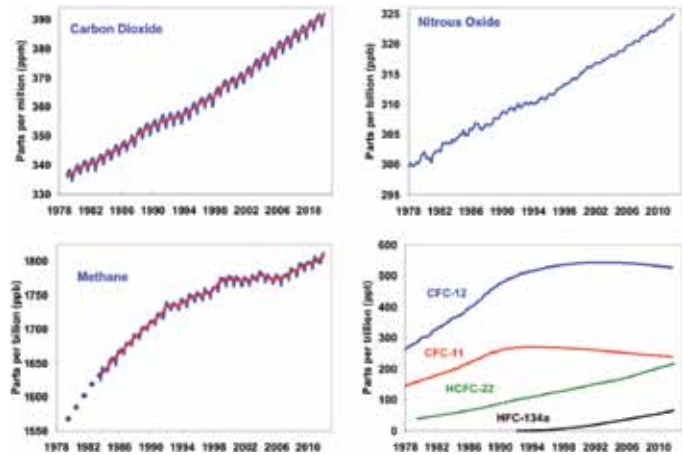 Carbon Dioxide
Parts per million (ppm)
390
380
370
360
350
340
330
1978 1982 1986 1990 1994 1998 2002 2006 2010
Nitrous Oxide
Parts per billion (ppb)
325
320
315
310
305
300
295
1978 1982 1986 1990 1994 1998 2002 2006 2010
Methane
Parts per billion (ppb)
1800
1750
1700
1650
1600
1550
1978 1982 1986 1990 1994 1998 2002 2006 2010
Parts per trillion (ppt)
600
500
400
300
200
100
0
CFC-12
CFC-11
HCFC-22
HFC-134a
1978 1982 1986 1990 1994 1998 2002 2006 2010